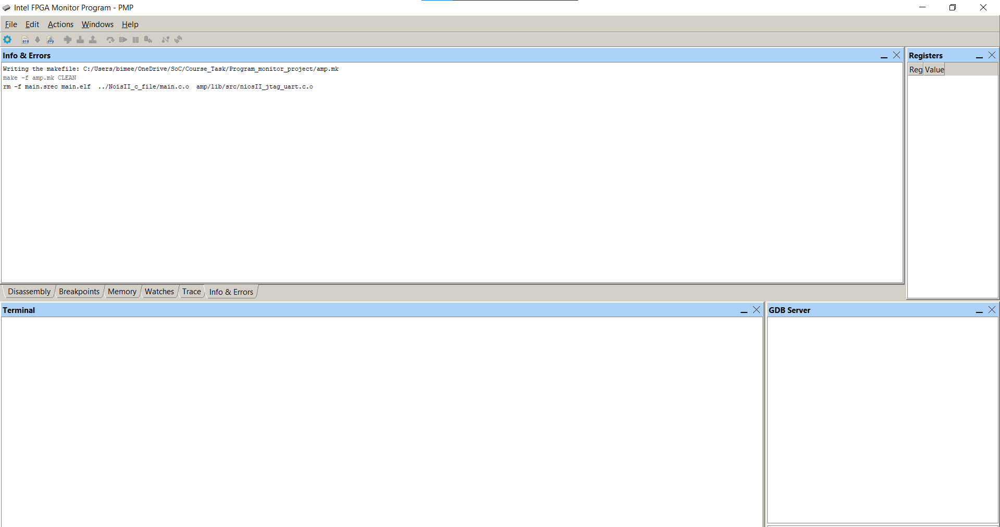 Intel FPGA Monitor Program - PMP
File Edit Actions Windows Help
Info & Errors
Writing the makefile: C:/Users/bimee/OneDrive/SoC/Course_Task/Program_monitor_project/amp.mk
make -f amp.mk CLEAN
rm -f main.srec main.elf  ../NoisII_c_file/main.c.o  amp/lib/src/niosII_jtag_uart.c.o
Registers
Reg Value
Disassembly Breakpoints Memory Watches Trace Info & Errors
Terminal
GDB Server